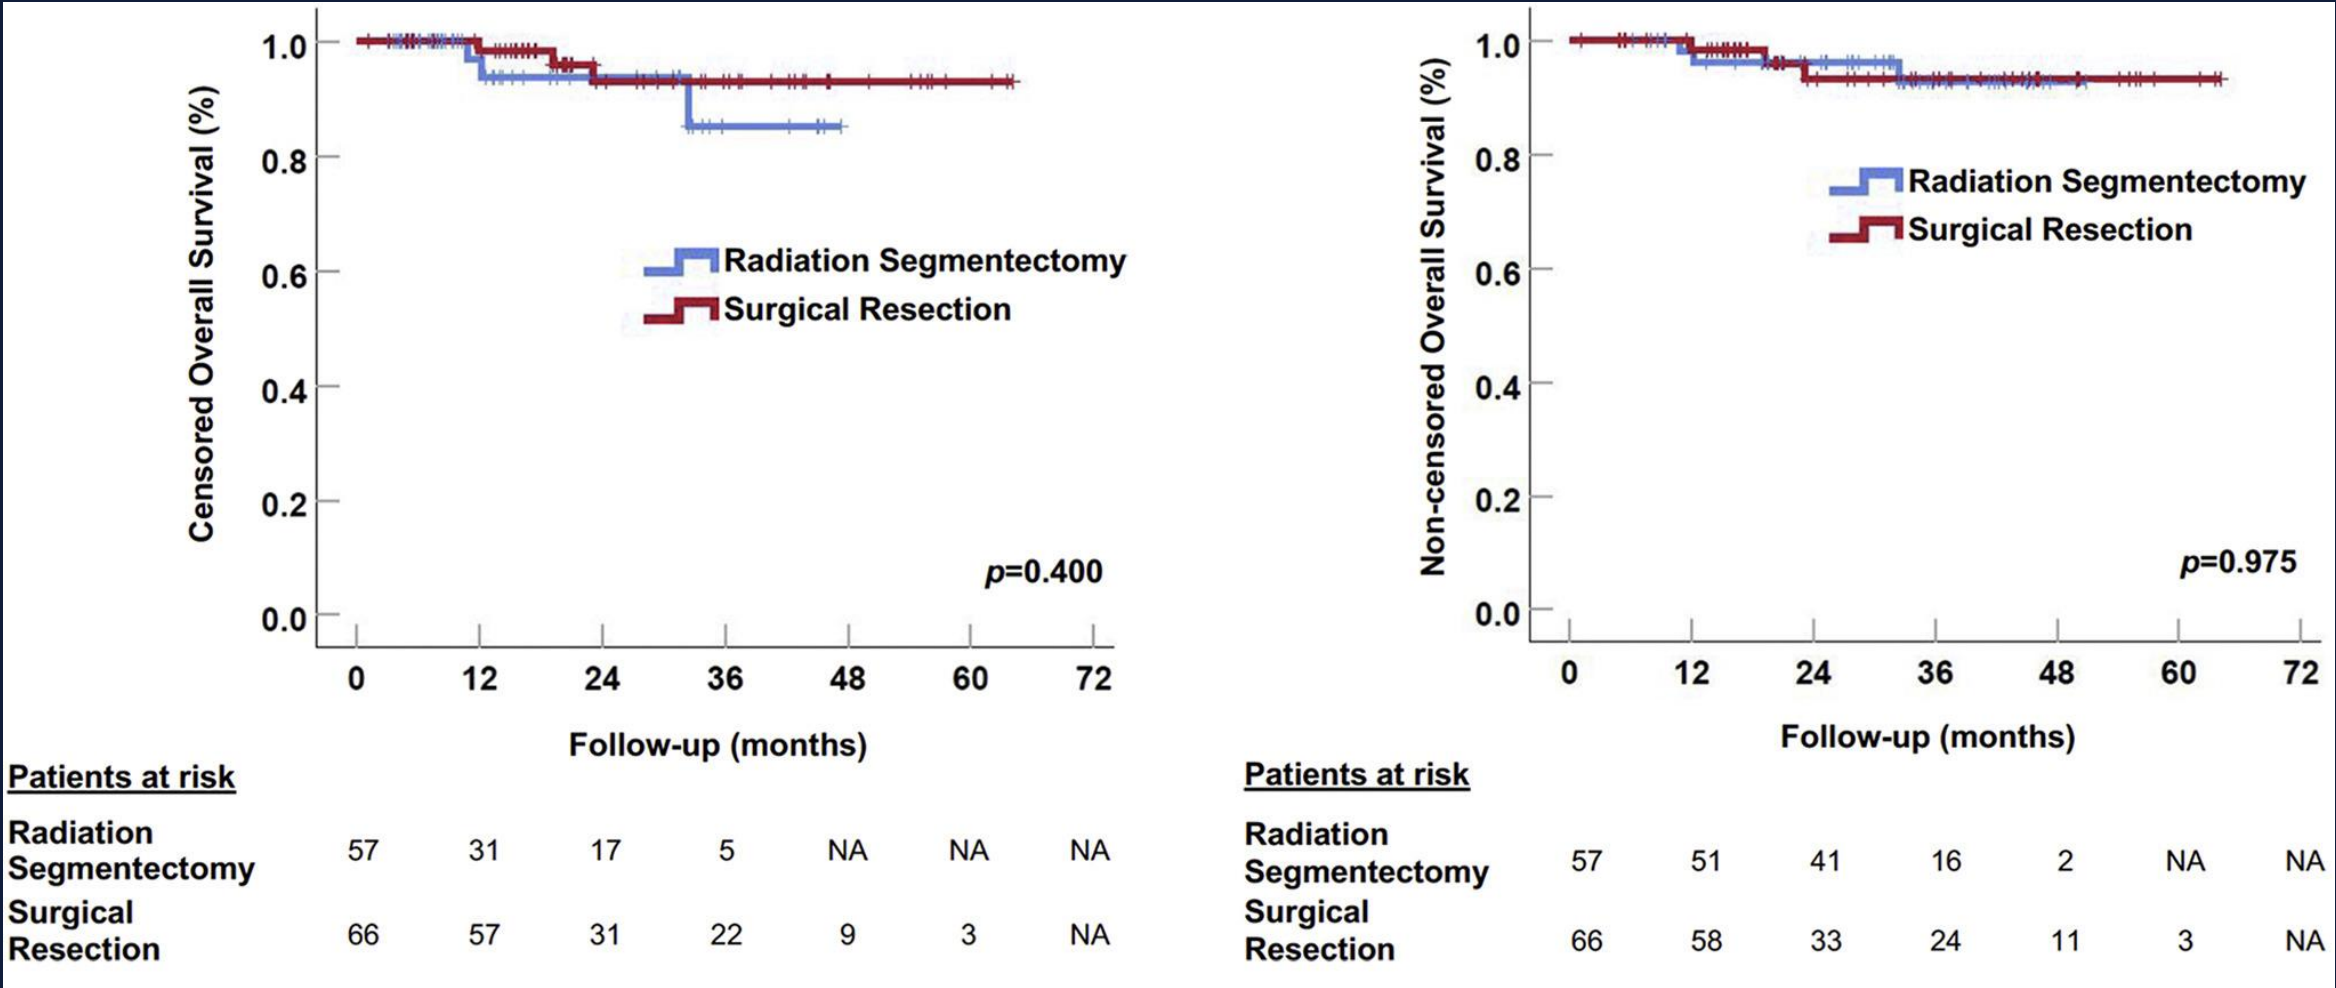 Censored Overall Survival (%)
1.0
0.8
0.6
0.4
0.2
0.0
Radiation Segmentectomy
Surgical Resection
p=0.400
0 12 24 36 48 60 72
Follow-up (months)
Patients at risk
Radiation
Segmentectomy
57 31 17 5 NA NA NA
Surgical
Resection
66 57 31 22 9 3 NA
Non-censored Overall Survival (%)
1.0
0.8
0.6
0.4
0.2
0.0
Radiation Segmentectomy
Surgical Resection
p=0.975
0 12 24 36 48 60 72
Follow-up (months)
Patients at risk
Radiation
Segmentectomy
57 51 41 16 2 NA NA
Surgical
Resection
66 58 33 24 11 3 NA